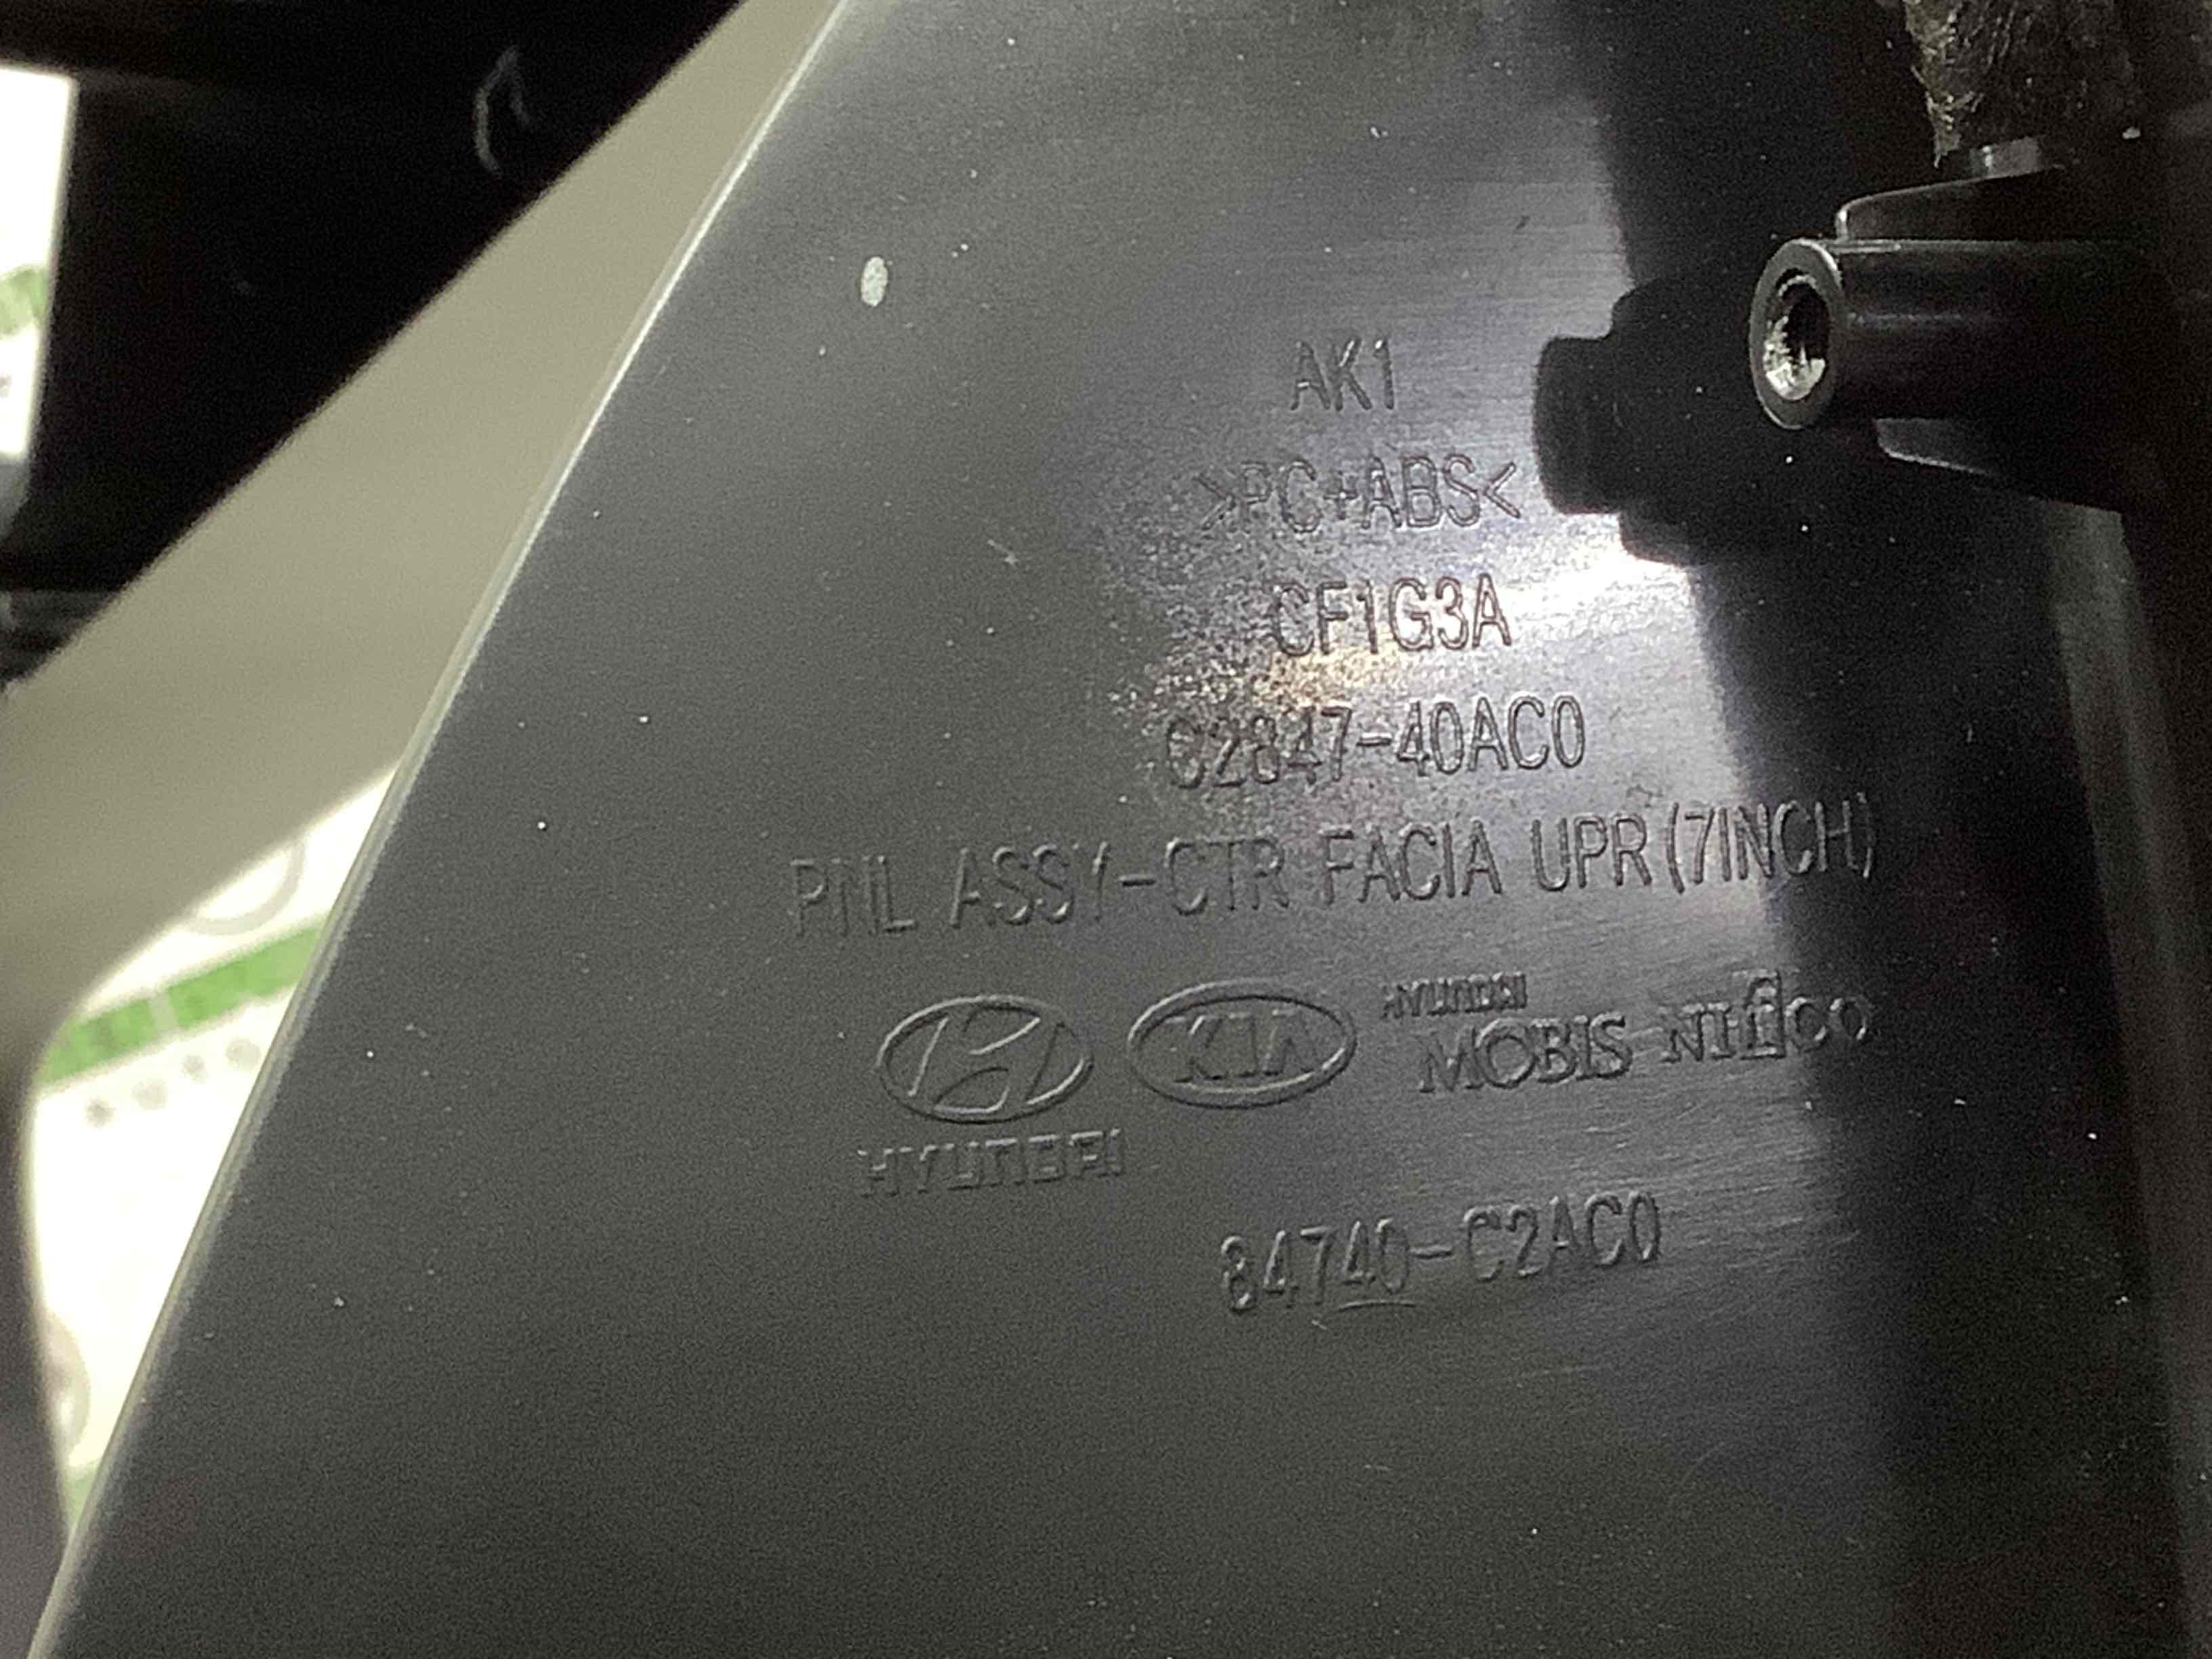 AK1
>PC+ABS<
CF1G3A
C2847-40AC0
PNL ASSY-CTR FACIA UPR(7INCH)
HYUNDAI KIA HYUNDAI MOBIS Nifco
84740-C2AC0